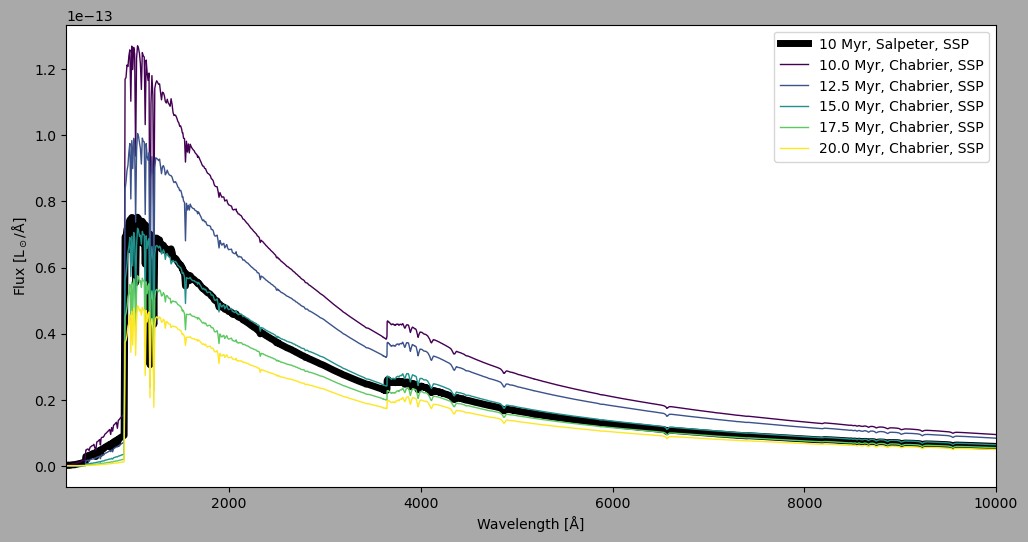 1e−13
1.2
1.0
0.8
0.6
0.4
0.2
0.0
Flux [L⊙/Å]
2000
4000
6000
8000
10000
Wavelength [Å]
10 Myr, Salpeter, SSP
10.0 Myr, Chabrier, SSP
12.5 Myr, Chabrier, SSP
15.0 Myr, Chabrier, SSP
17.5 Myr, Chabrier, SSP
20.0 Myr, Chabrier, SSP